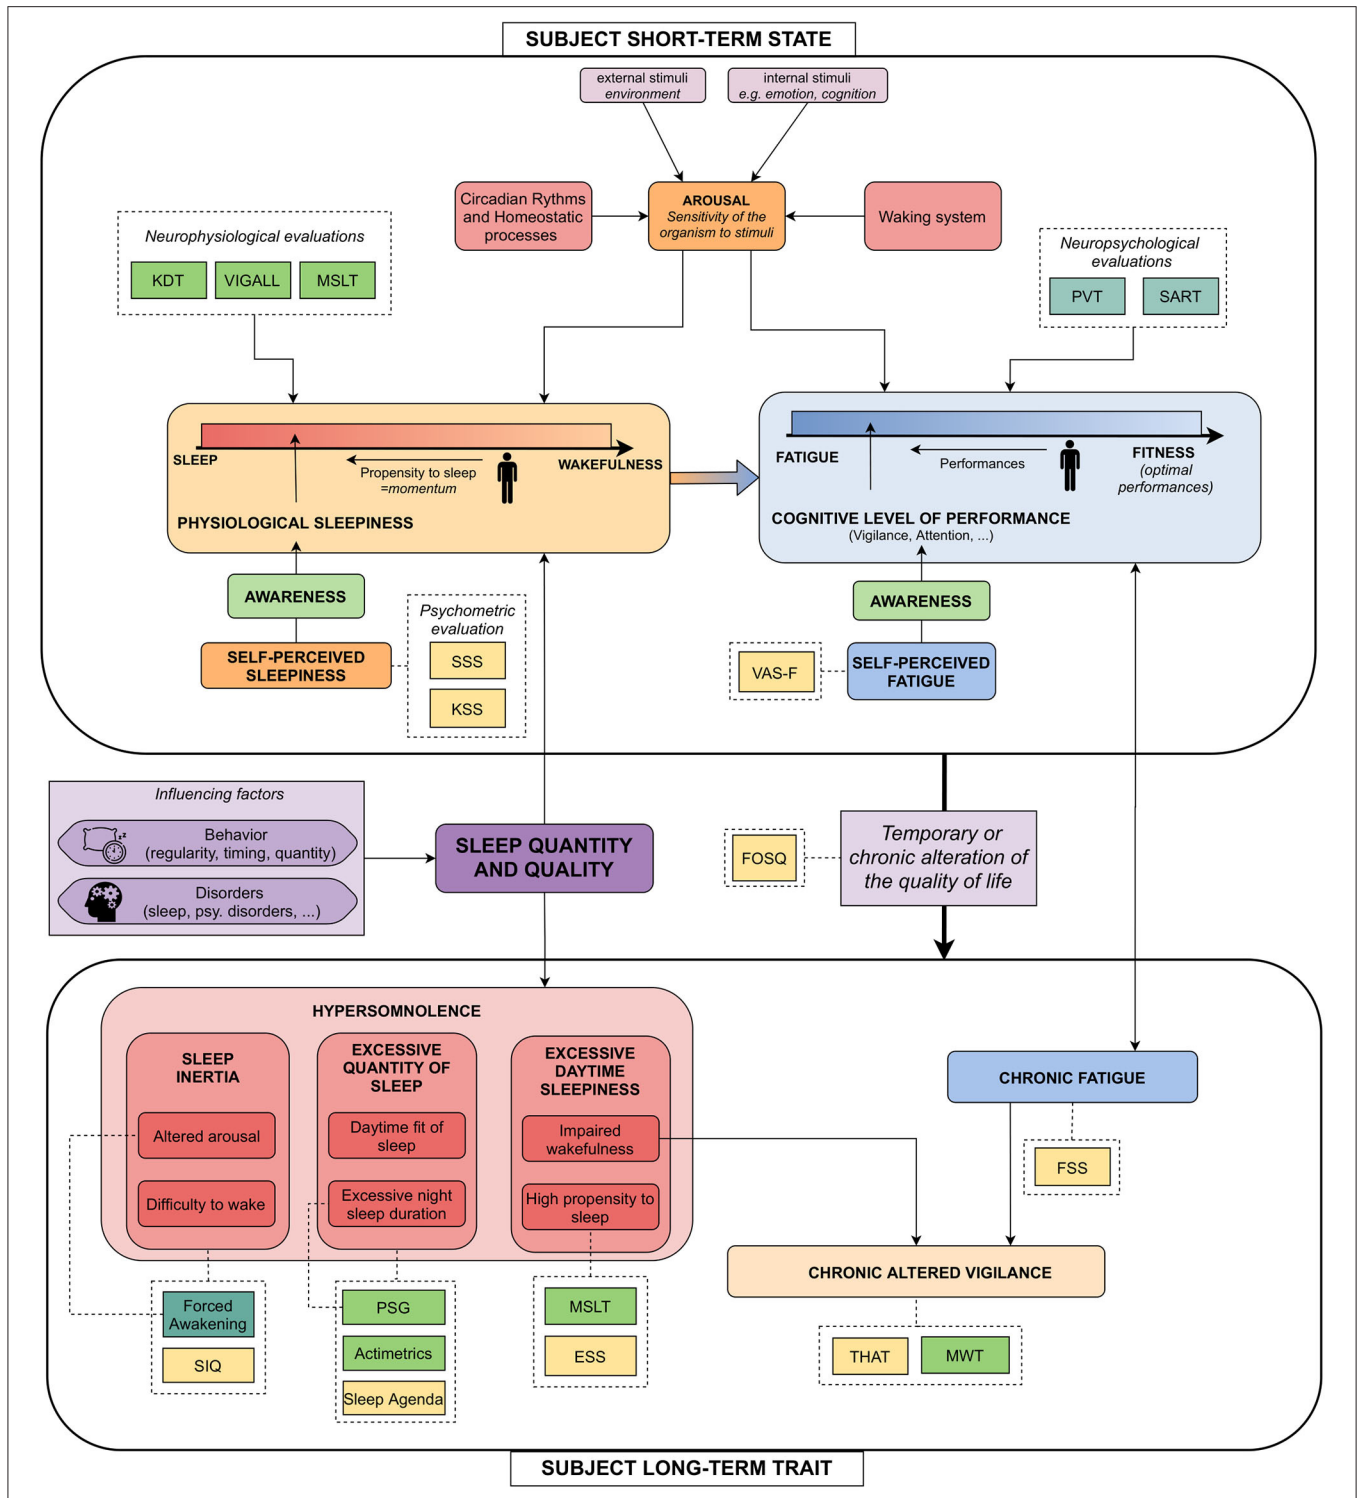 SUBJECT SHORT-TERM STATE
external stimuli
environment
internal stimuli
e.g. emotion, cognition
Circadian Rythms
and Homeostatic
processes
AROUSAL
Sensitivity of the
organism to stimuli
Waking system
Neurophysiological evaluations
KDT
VIGALL
MSLT
Neuropsychological
evaluations
PVT
SART
SLEEP
WAKEFULNESS
Propensity to sleep
=momentum
PHYSIOLOGICAL SLEEPINESS
FATIGUE
Performances
FITNESS
(optimal
performances)
COGNITIVE LEVEL OF PERFORMANCE
(Vigilance, Attention, ...)
AWARENESS
SELF-PERCEIVED
SLEEPINESS
Psychometric
evaluation
SSS
KSS
AWARENESS
SELF-PERCEIVED
FATIGUE
VAS-F
Influencing factors
Behavior
(regularity, timing, quantity)
Disorders
(sleep, psy. disorders, ...)
SLEEP QUANTITY
AND QUALITY
FOSQ
Temporary or
chronic alteration of
the quality of life
HYPERSOMNOLENCE
SLEEP
INERTIA
Altered arousal
Difficulty to wake
EXCESSIVE
QUANTITY OF
SLEEP
Daytime fit of
sleep
Excessive night
sleep duration
EXCESSIVE
DAYTIME
SLEEPINESS
Impaired
wakefulness
High propensity to
sleep
CHRONIC FATIGUE
FSS
CHRONIC ALTERED VIGILANCE
Forced
Awakening
SIQ
PSG
Actimetrics
Sleep Agenda
MSLT
ESS
THAT
MWT
SUBJECT LONG-TERM TRAIT